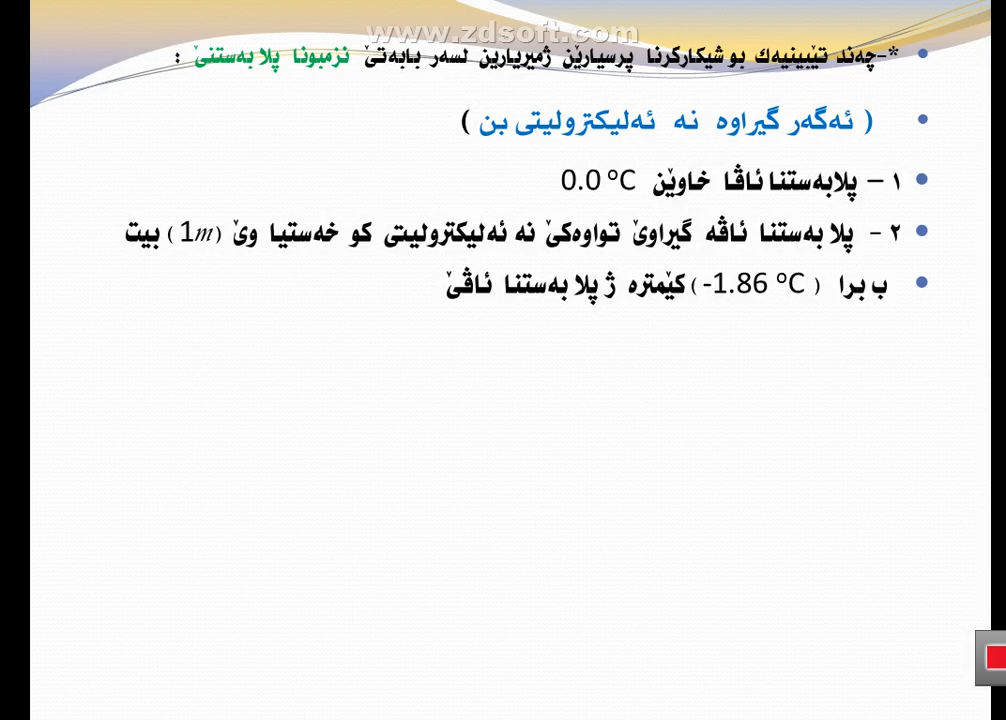 www.zdsoft.com
*-چەند تێبینیەك بو شیكاركرنا پرسیارێن ژمێریارین لسەر بابەتێ نزمبونا پلا بەستنێ :
( ئەگەر گیراوە نە ئەلیكترولیتی بن )
١ – پلابەستنا ئاڤا خاوێن 0.0 ºC
٢ - پلا بەستنا ئاڤە گیراوێ تواوەكێ نە ئەلیكترولیتی كو خەستیا وێ (1m) بیت
ب برا ( -1.86 ºC) كێمترە ژ پلا بەستنا ئاڤێ